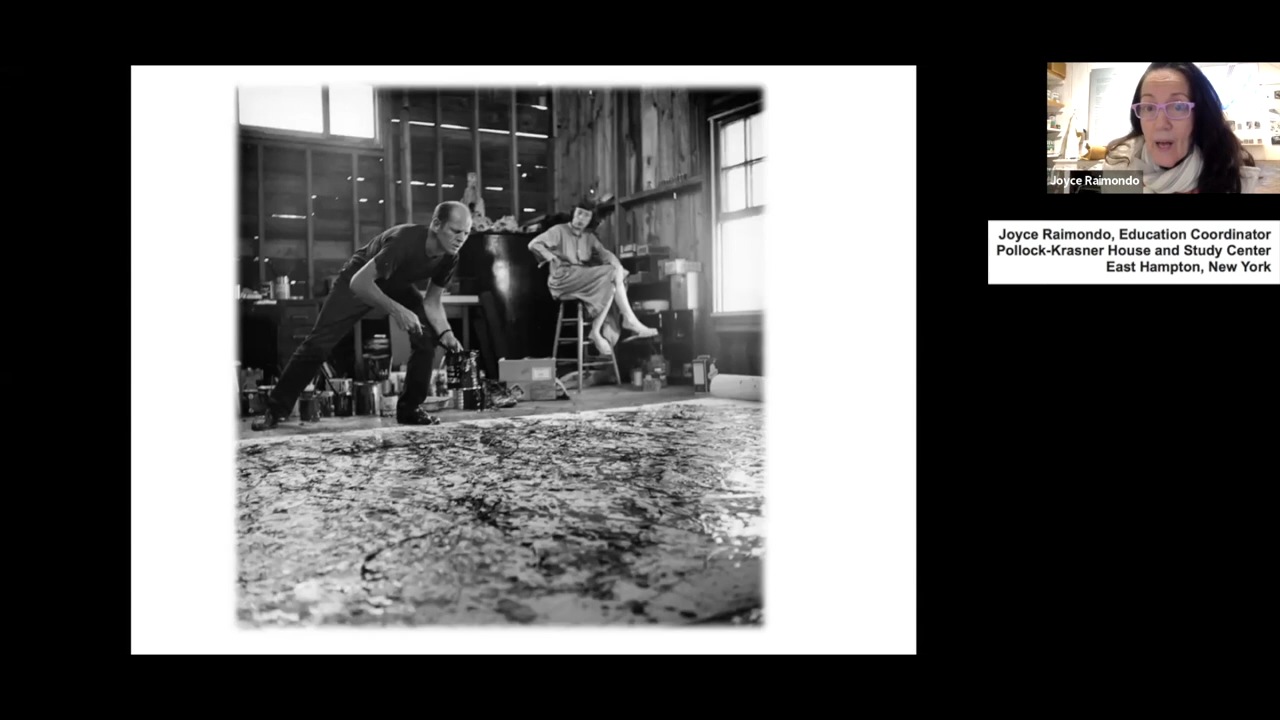 Joyce Raimondo
Joyce Raimondo, Education Coordinator
Pollock-Krasner House and Study Center
East Hampton, New York